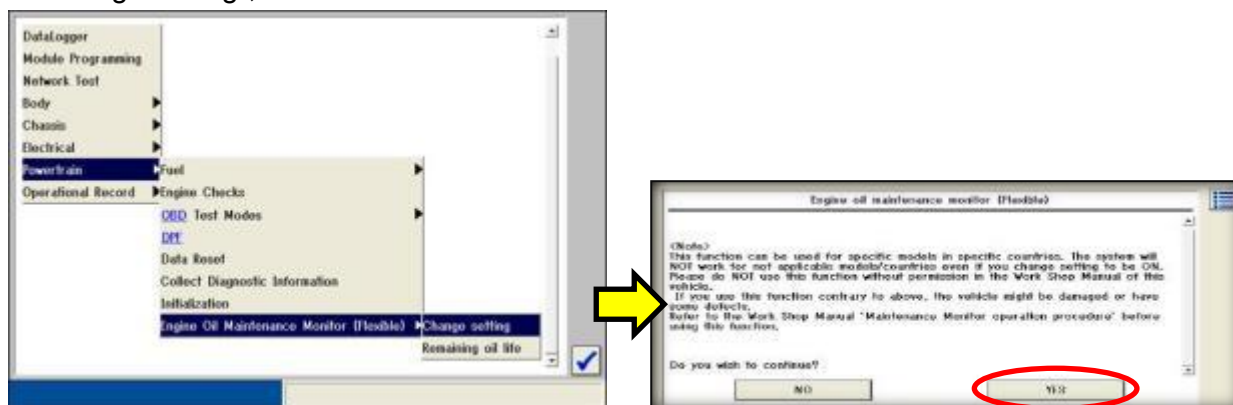 DataLogger
Module Programming
Network Test
Body
Chassis
Electrical
Powertrain
Operational Record
Fuel
Engine Checks
OBD Test Modes
DPF
Data Reset
Collect Diagnostic Information
Initialization
Engine Oil Maintenance Monitor (Flexible)
Change setting
Remaining oil life
Engine oil maintenance monitor (Flexible)
<Note>
This function can be used for specific models in specific countries. The system will
NOT work for not applicable models/countries even if you change setting to be ON.
Please do NOT use this function without permission in the Work Shop Manual of this
vehicle.
If you use this function contrary to above, the vehicle might be damaged or have
some defects.
Refer to the Work Shop Manual "Maintenance Monitor operation procedure" before
using this function.
Do you wish to continue?
NO
YES